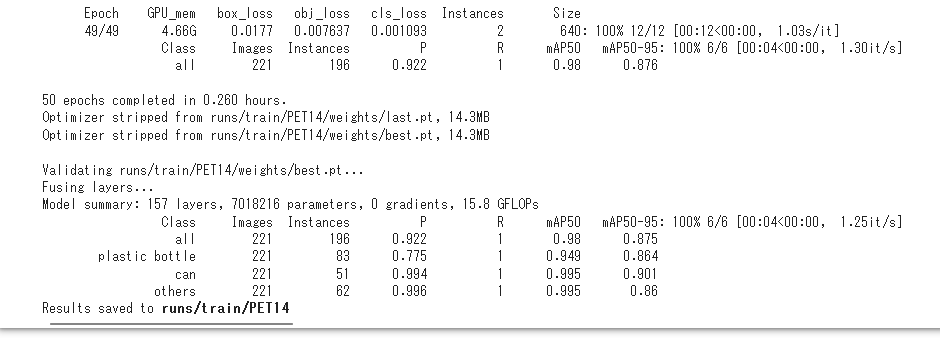 Epoch GPU_mem box_loss obj_loss cls_loss Instances Size
49/49 4.66G 0.0177 0.007637 0.001093 2 640: 100% 12/12 [00:12<00:00, 1.03s/it]
Class Images Instances P R mAP50 mAP50-95: 100% 6/6 [00:04<00:00, 1.30it/s]
all 221 196 0.922 1 0.98 0.876
50 epochs completed in 0.260 hours.
Optimizer stripped from runs/train/PET14/weights/last.pt, 14.3MB
Optimizer stripped from runs/train/PET14/weights/best.pt, 14.3MB
Validating runs/train/PET14/weights/best.pt...
Fusing layers...
Model summary: 157 layers, 7018216 parameters, 0 gradients, 15.8 GFLOPs
Class Images Instances P R mAP50 mAP50-95: 100% 6/6 [00:04<00:00, 1.25it/s]
all 221 196 0.922 1 0.98 0.875
plastic bottle 221 83 0.775 1 0.949 0.864
can 221 51 0.994 1 0.995 0.901
others 221 62 0.996 1 0.995 0.86
Results saved to runs/train/PET14